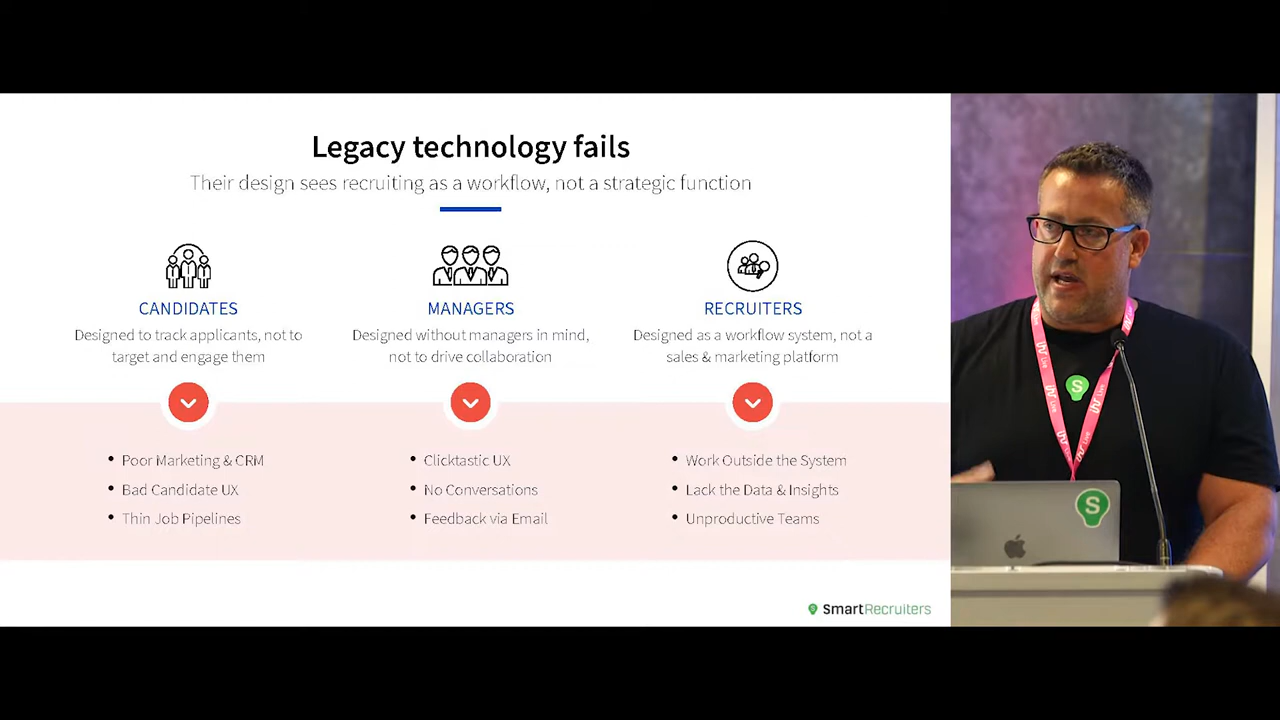 Legacy technology fails
Their design sees recruiting as a workflow, not a strategic function
CANDIDATES
Designed to track applicants, not to
target and engage them
Poor Marketing & CRM
Bad Candidate UX
Thin Job Pipelines
MANAGERS
Designed without managers in mind,
not to drive collaboration
Clicktastic UX
No Conversations
Feedback via Email
RECRUITERS
Designed as a workflow system, not a
sales & marketing platform
Work Outside the System
Lack the Data & Insights
Unproductive Teams
SmartRecruiters
S
S
Live